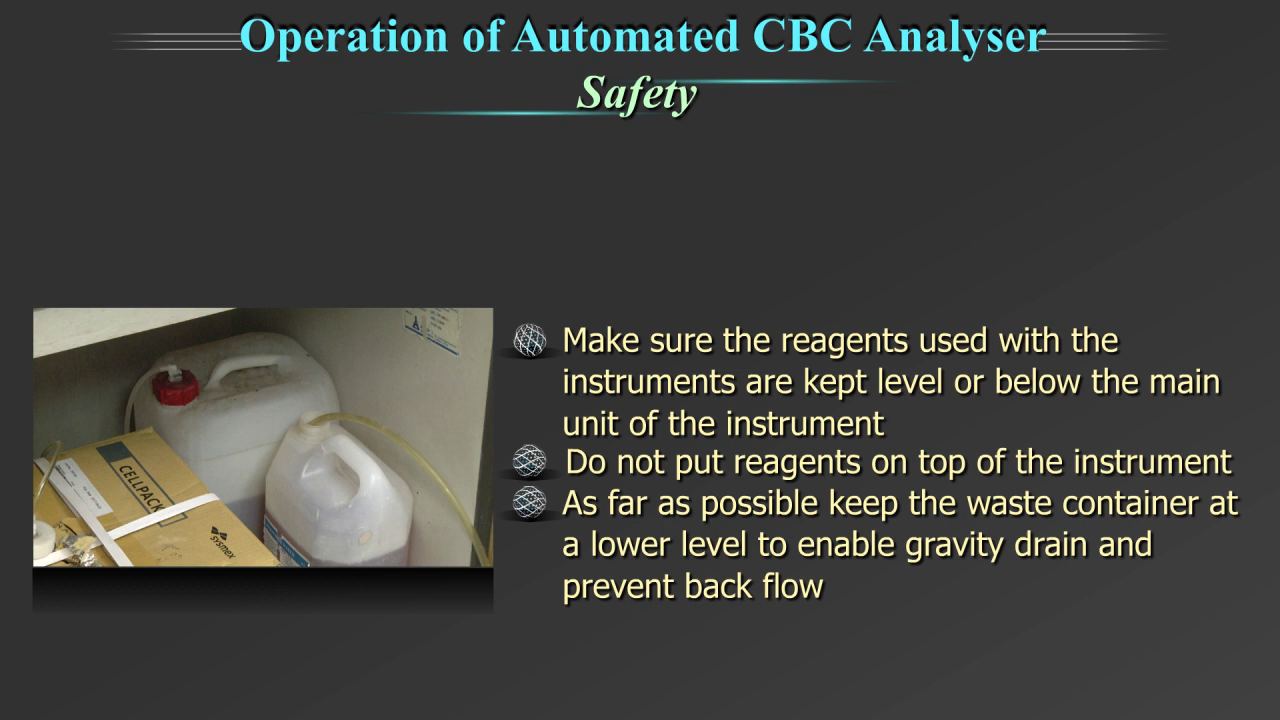 Operation of Automated CBC Analyser
Safety
Make sure the reagents used with the
instruments are kept level or below the main
unit of the instrument
Do not put reagents on top of the instrument
As far as possible keep the waste container at
a lower level to enable gravity drain and
prevent back flow
CELLPACK
sysmex